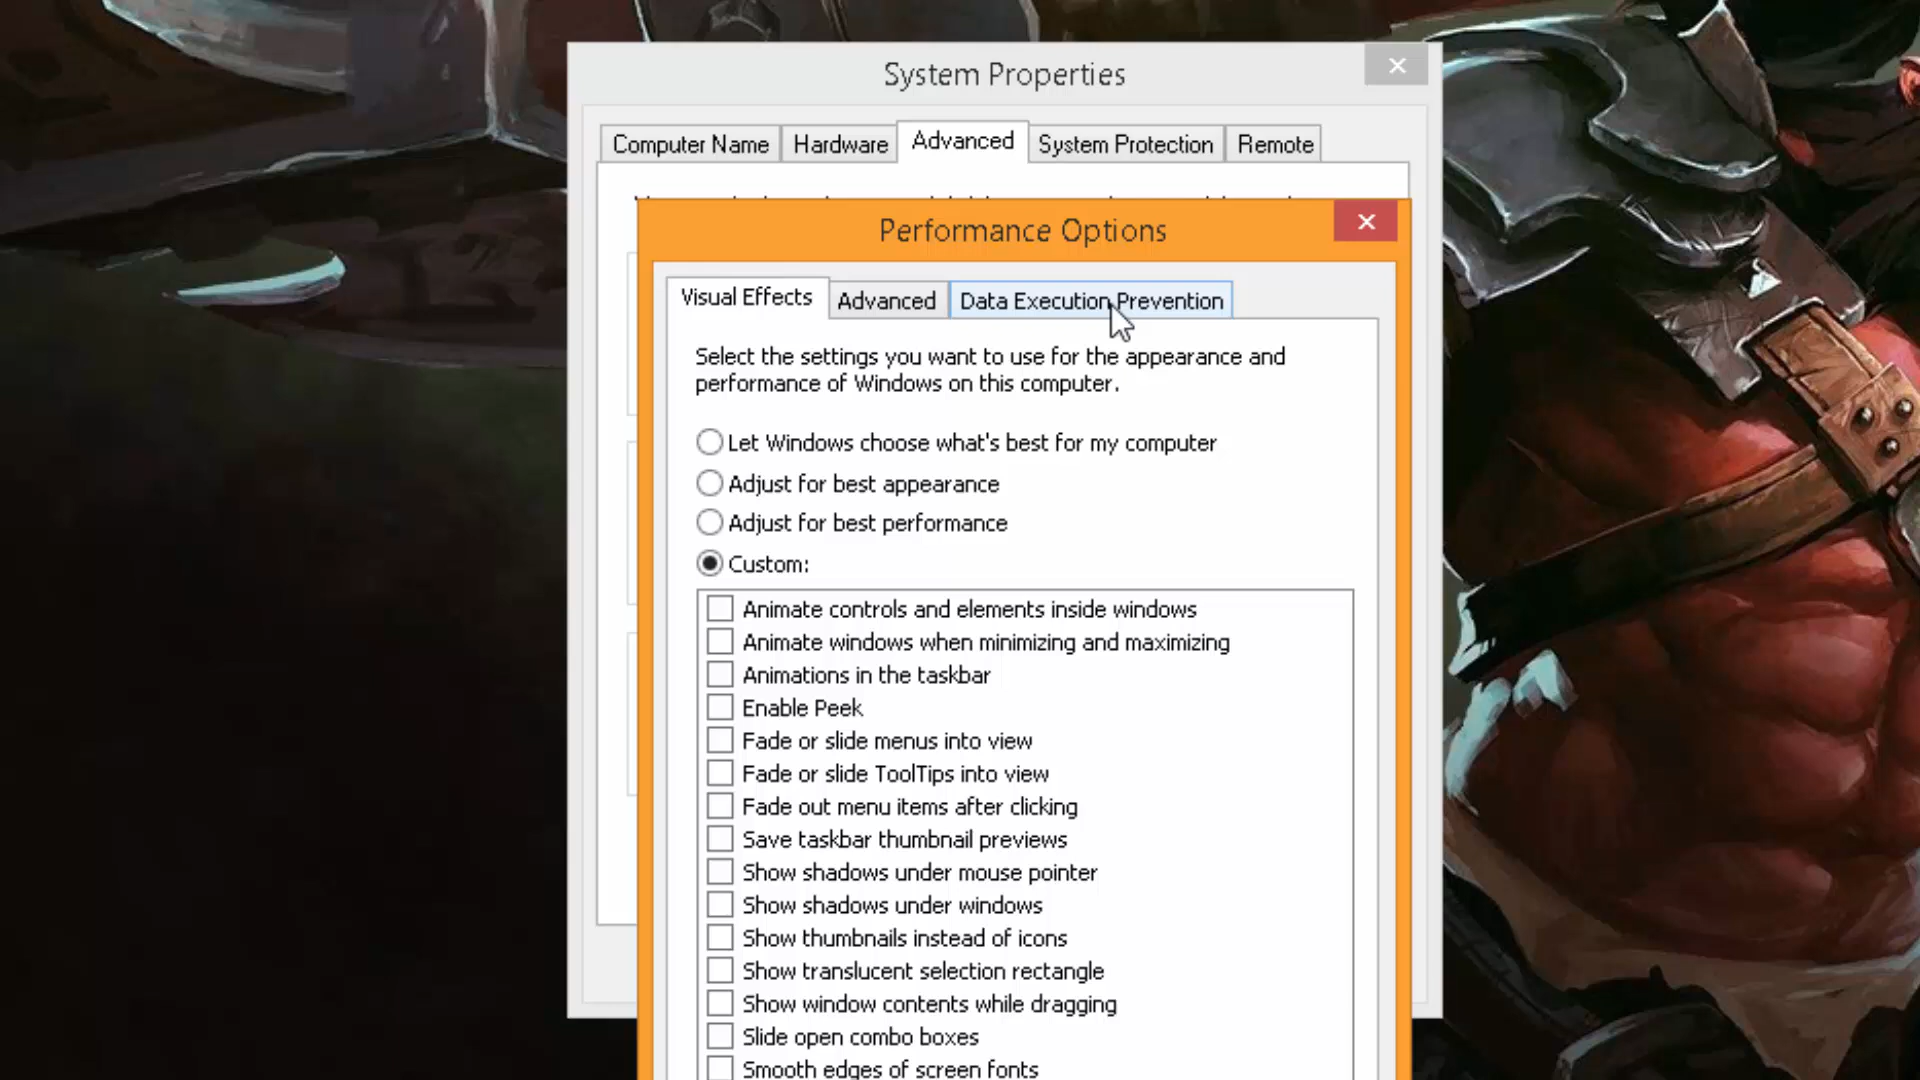 System Properties
Computer Name
Hardware
Advanced
System Protection
Remote
Performance Options
Visual Effects
Advanced
Data Execution Prevention
Select the settings you want to use for the appearance and
performance of Windows on this computer.
Let Windows choose what's best for my computer
Adjust for best appearance
Adjust for best performance
Custom:
Animate controls and elements inside windows
Animate windows when minimizing and maximizing
Animations in the taskbar
Enable Peek
Fade or slide menus into view
Fade or slide ToolTips into view
Fade out menu items after clicking
Save taskbar thumbnail previews
Show shadows under mouse pointer
Show shadows under windows
Show thumbnails instead of icons
Show translucent selection rectangle
Show window contents while dragging
Slide open combo boxes
Smooth edges of screen fonts